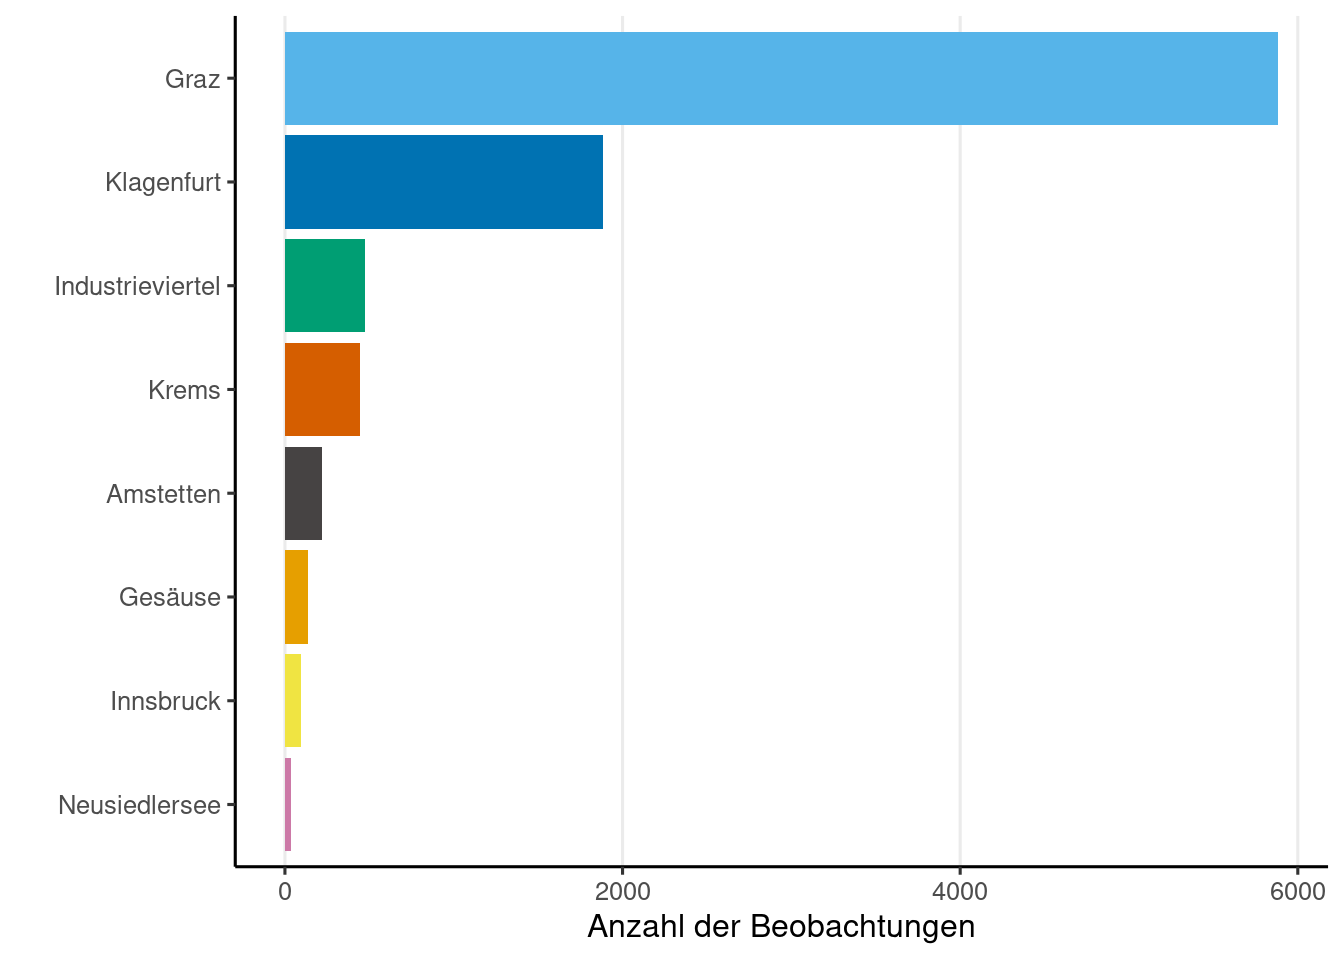 Graz
Klagenfurt
Industrieviertel
Krems
Amstetten
Gesäuse
Innsbruck
Neusiedlersee
0 2000 4000 6000
Anzahl der Beobachtungen